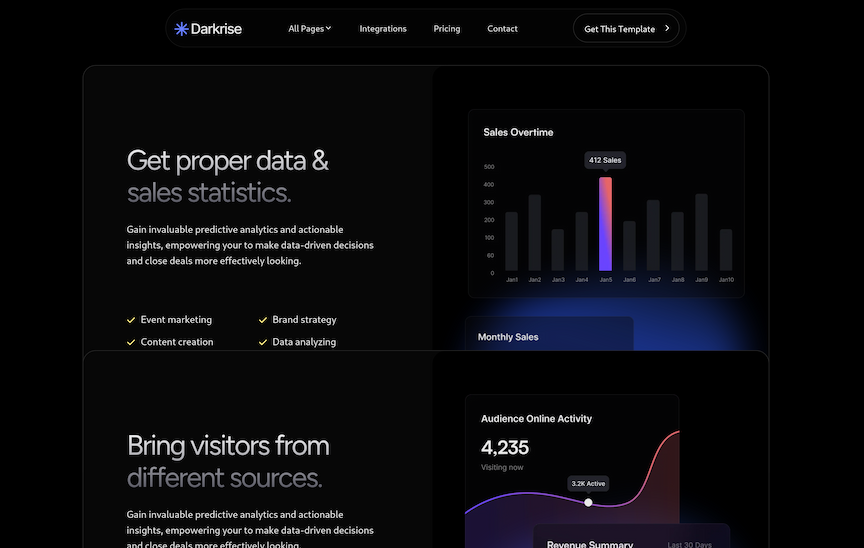 Darkrise
All Pages
Integrations
Pricing
Contact
Get This Template
Get proper data &
sales statistics.
Gain invaluable predictive analytics and actionable
insights, empowering your to make data-driven decisions
and close deals more effectively looking.
Event marketing
Brand strategy
Content creation
Data analyzing
Sales Overtime
412 Sales
500
400
300
200
100
60
0
Jan1 Jan2 Jan3 Jan4 Jan5 Jan6 Jan7 Jan8 Jan9 Jan10
Monthly Sales
Bring visitors from
different sources.
Gain invaluable predictive analytics and actionable
insights, empowering your to make data-driven decisions
and close deals more effectively looking.
Audience Online Activity
4,235
Visiting now
3.2K Active
Revenue Summary
Last 30 Days